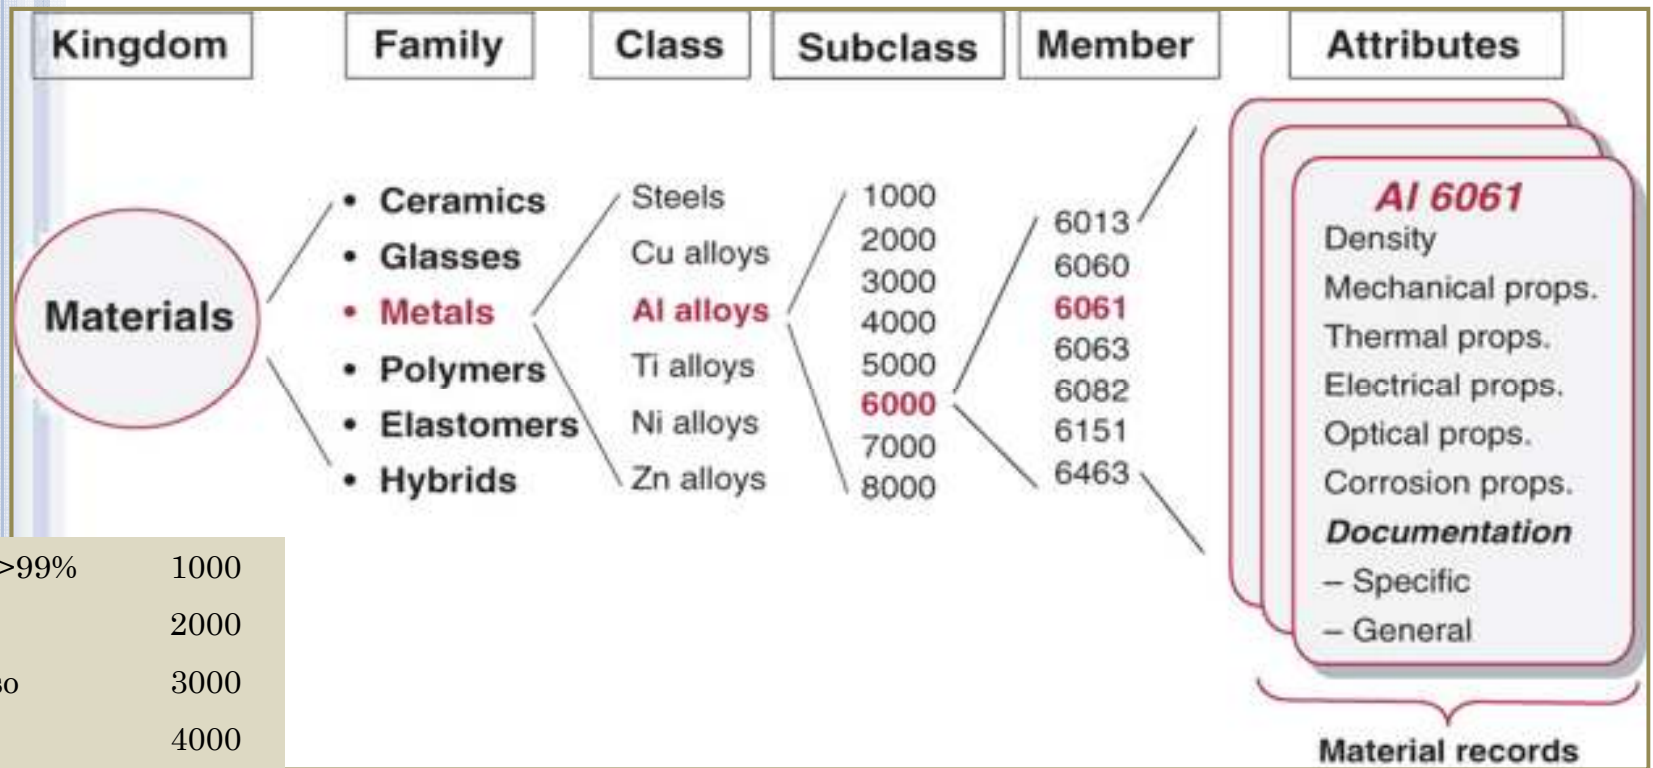 Kingdom
Family
Class
Subclass
Member
Attributes
Materials
• Ceramics
• Glasses
• Metals
• Polymers
• Elastomers
• Hybrids
Steels
Cu alloys
Al alloys
Ti alloys
Ni alloys
Zn alloys
1000
2000
3000
4000
5000
6000
7000
8000
6013
6060
6061
6063
6082
6151
6463
Al 6061
Density
Mechanical props.
Thermal props.
Electrical props.
Optical props.
Corrosion props.
Documentation
– Specific
– General
Material records
>99% 1000
2000
3000
4000